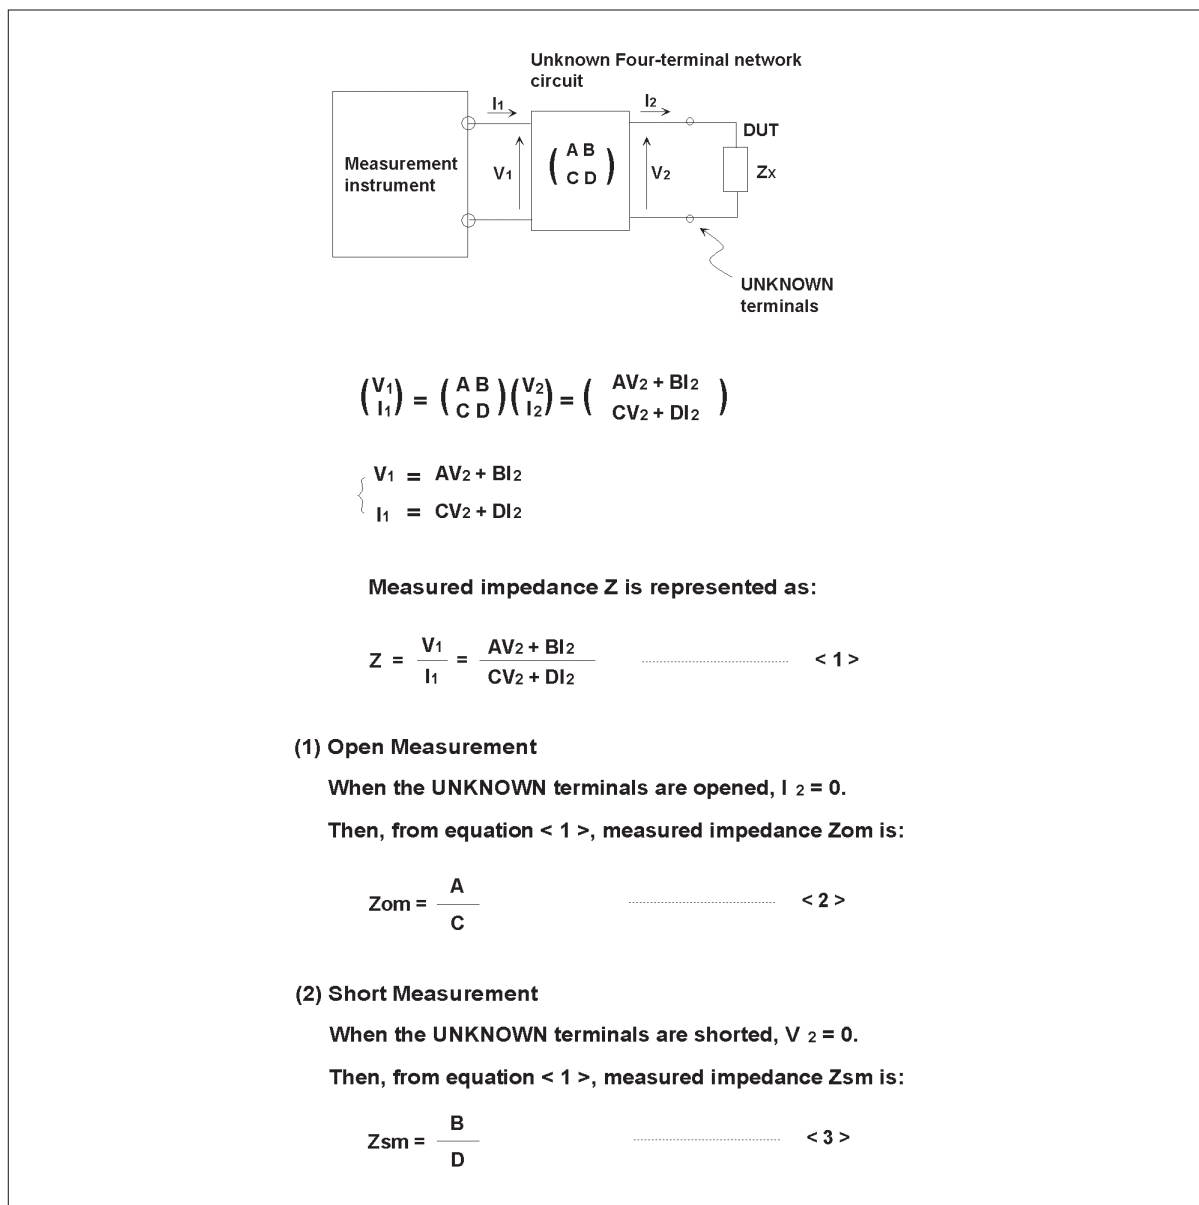 Unknown Four-terminal network
circuit
I1
I2
Measurement
instrument
V1
( A B
C D )
V2
DUT
Zx
UNKNOWN
terminals
(V1 I1) = (A B C D)(V2 I2) = (AV2 + BI2 CV2 + DI2)
{ V1 = AV2 + BI2
I1 = CV2 + DI2
Measured impedance Z is represented as:
Z = V1 / I1 = AV2 + BI2 / CV2 + DI2 ........................ < 1 >
(1) Open Measurement
When the UNKNOWN terminals are opened, I 2 = 0.
Then, from equation < 1 >, measured impedance Zom is:
Zom = A / C ........................ < 2 >
(2) Short Measurement
When the UNKNOWN terminals are shorted, V 2 = 0.
Then, from equation < 1 >, measured impedance Zsm is:
Zsm = B / D ........................ < 3 >